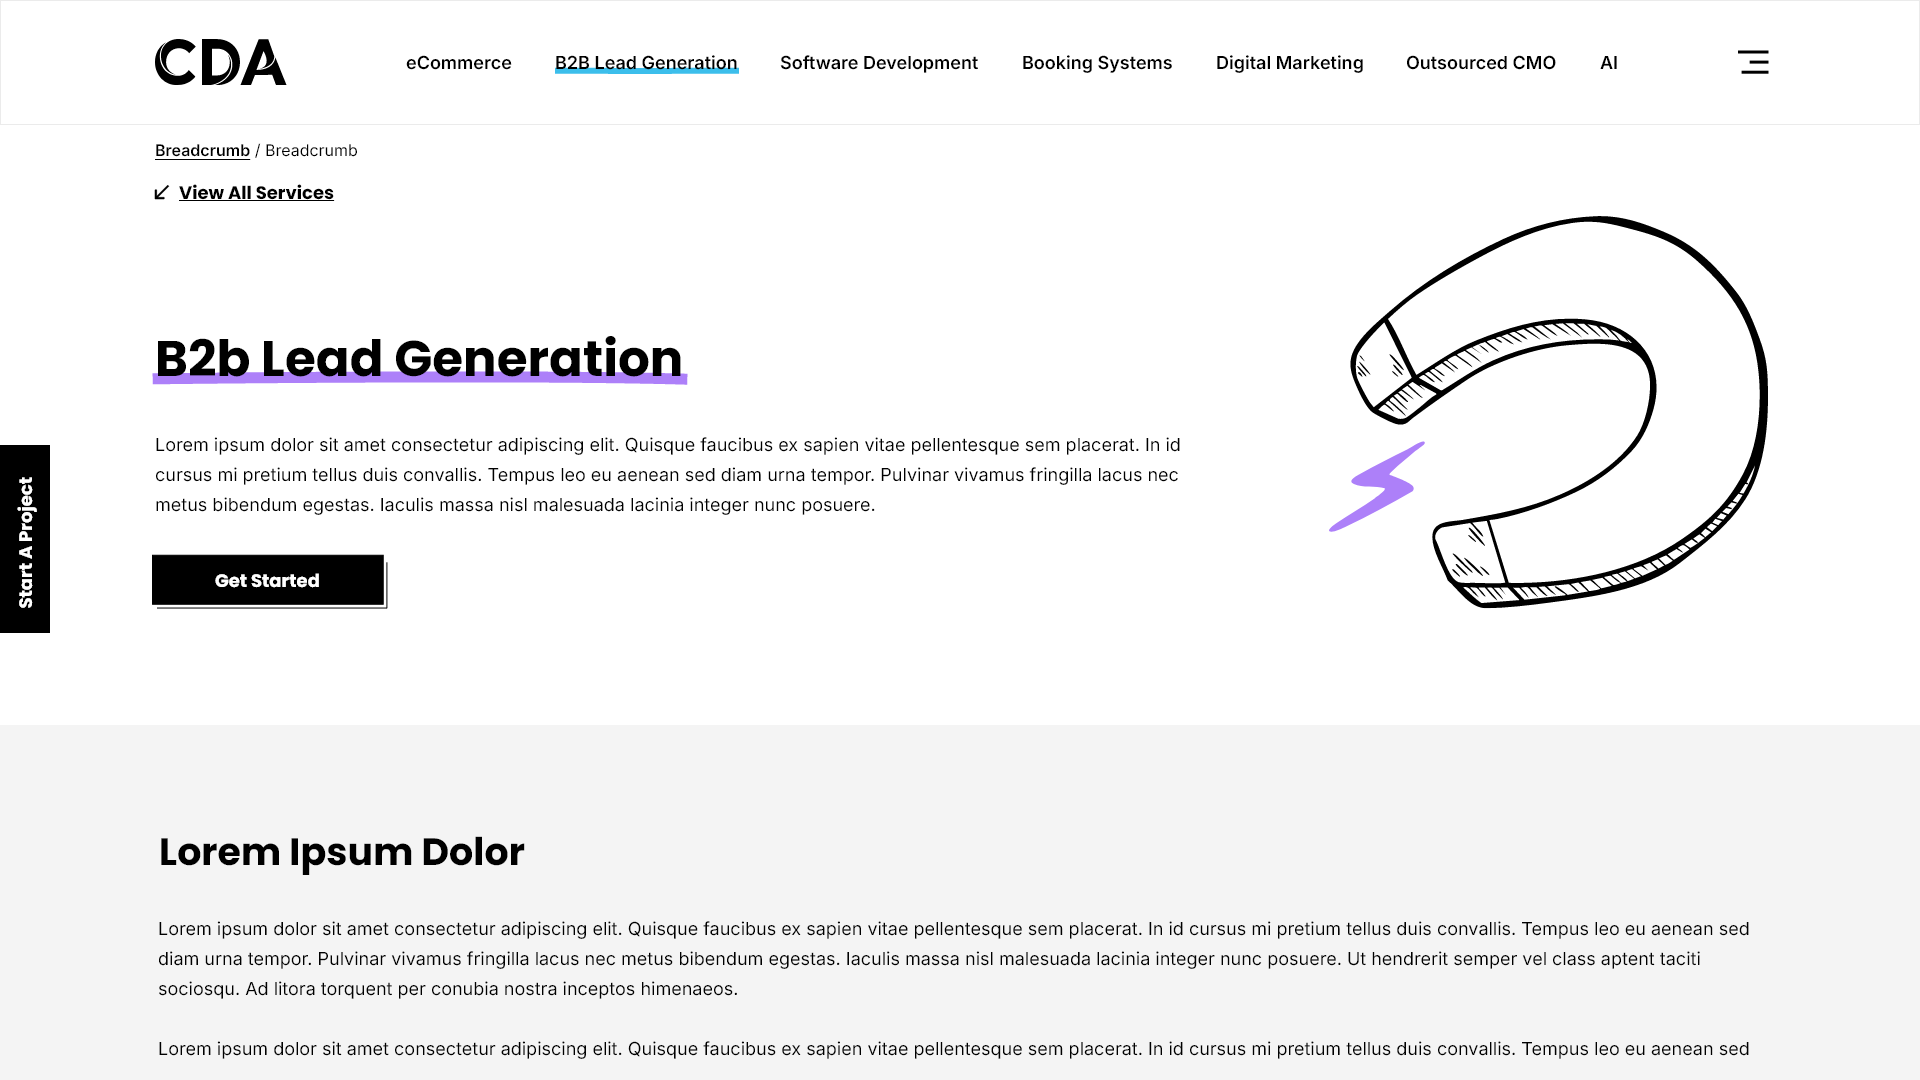 CDA
eCommerce
B2B Lead Generation
Software Development
Booking Systems
Digital Marketing
Outsourced CMO
AI
Breadcrumb / Breadcrumb
View All Services
B2b Lead Generation
Lorem ipsum dolor sit amet consectetur adipiscing elit. Quisque faucibus ex sapien vitae pellentesque sem placerat. In id
cursus mi pretium tellus duis convallis. Tempus leo eu aenean sed diam urna tempor. Pulvinar vivamus fringilla lacus nec
metus bibendum egestas. Iaculis massa nisl malesuada lacinia integer nunc posuere.
Start A Project
Get Started
Lorem Ipsum Dolor
Lorem ipsum dolor sit amet consectetur adipiscing elit. Quisque faucibus ex sapien vitae pellentesque sem placerat. In id cursus mi pretium tellus duis convallis. Tempus leo eu aenean sed
diam urna tempor. Pulvinar vivamus fringilla lacus nec metus bibendum egestas. Iaculis massa nisl malesuada lacinia integer nunc posuere. Ut hendrerit semper vel class aptent taciti
sociosqu. Ad litora torquent per conubia nostra inceptos himenaeos.
Lorem ipsum dolor sit amet consectetur adipiscing elit. Quisque faucibus ex sapien vitae pellentesque sem placerat. In id cursus mi pretium tellus duis convallis. Tempus leo eu aenean sed